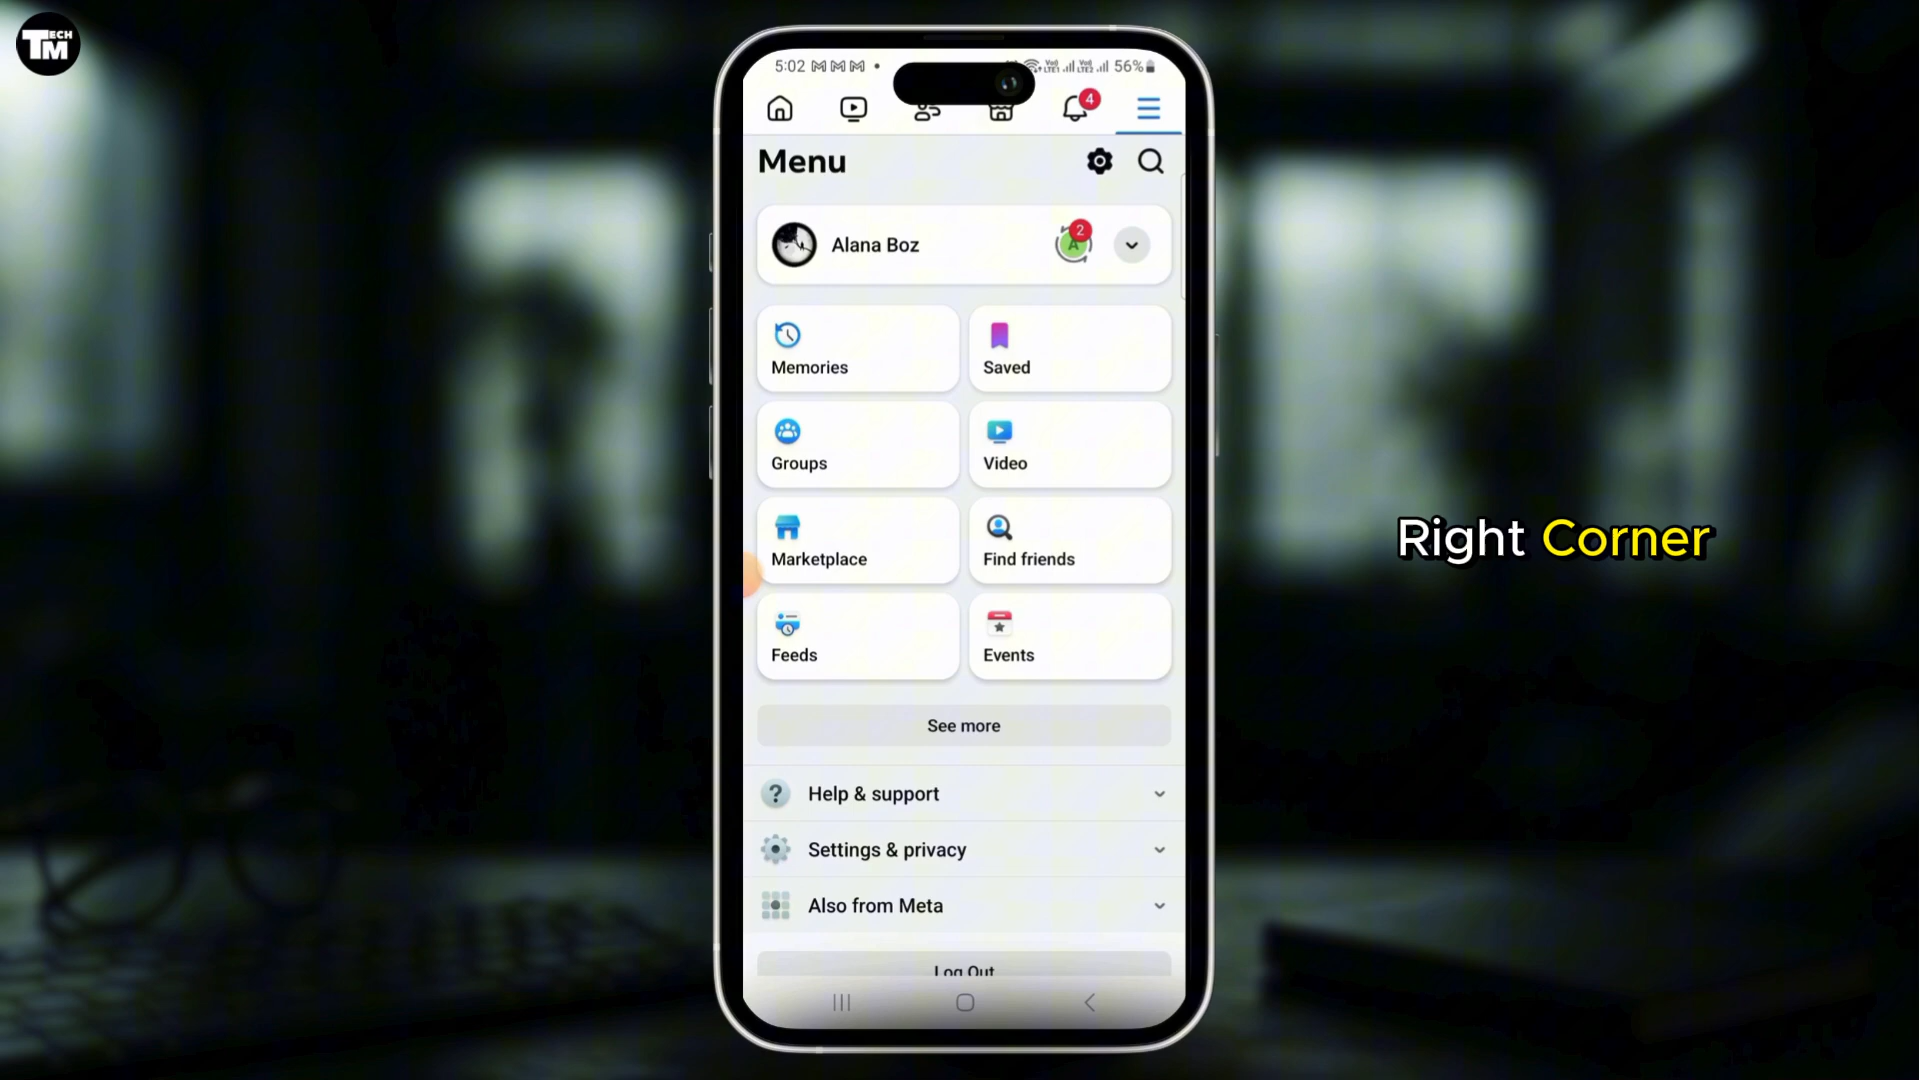 TECH
TM
5:02
56%
4
Menu
Alana Boz
2
A
Memories
Saved
Groups
Video
Marketplace
Find friends
Feeds
Events
See more
Help & support
Settings & privacy
Also from Meta
Log Out
Right Corner